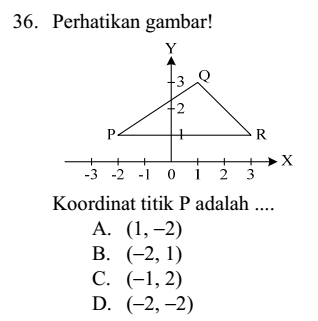 36. Perhatikan gambar!
Y
3 Q
2
P 1 R
X
-3 -2 -1 0 1 2 3
Koordinat titik P adalah ....
A. (1, −2)
B. (−2, 1)
C. (−1, 2)
D. (−2, −2)